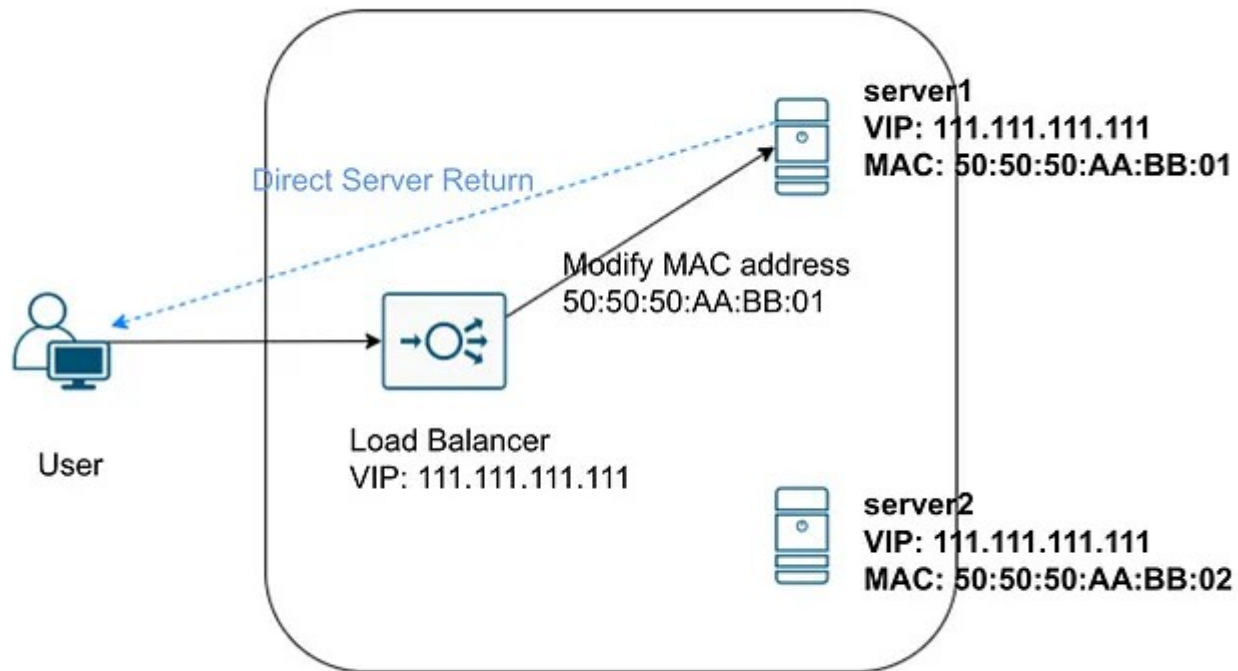 server1
VIP: 111.111.111.111
MAC: 50:50:50:AA:BB:01
Direct Server Return
Modify MAC address
50:50:50:AA:BB:01
User
Load Balancer
VIP: 111.111.111.111
server2
VIP: 111.111.111.111
MAC: 50:50:50:AA:BB:02